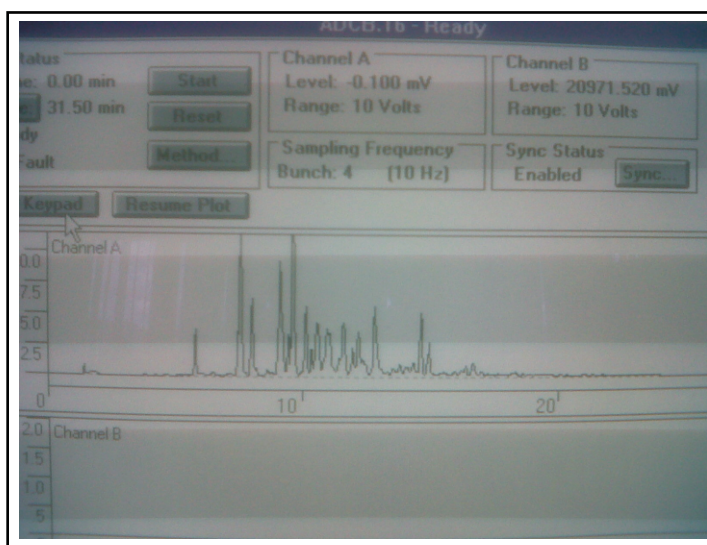 ADCB.16 - Ready
tatus
e: 0.00 min
Start
e: 31.50 min
Reset
dy
Fault
Method...
Channel A
Level: -0.100 mV
Range: 10 Volts
Channel B
Level: 20971.520 mV
Range: 10 Volts
Sampling Frequency
Bunch: 4 (10 Hz)
Sync Status
Enabled
Sync...
Keypad
Resume Plot
Channel A
0.0
7.5
5.0
2.5
0
10
20
Channel B
2.0
1.5
1.0
.5